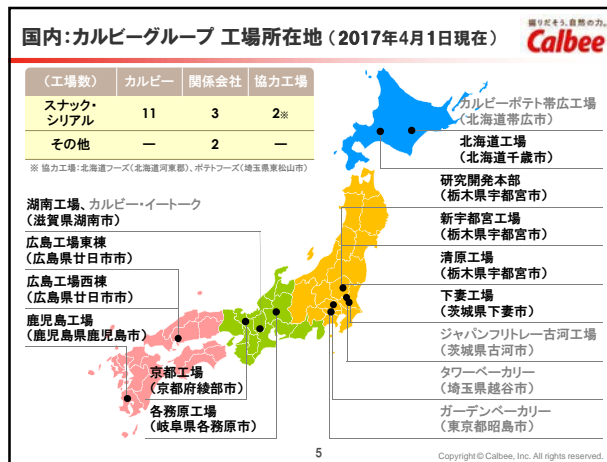 国内：カルビーグループ 工場所在地（2017年4月1日現在）
掘りだそう、自然の力。
Calbee
（工場数） カルビー 関係会社 協力工場
スナック・シリアル 11 3 2※
その他 ー 2 ー
※ 協力工場：北海道フーズ（北海道河東郡）、ポテトフーズ（埼玉県東松山市）
カルビーポテト帯広工場
（北海道帯広市）
北海道工場
（北海道千歳市）
研究開発本部
（栃木県宇都宮市）
新宇都宮工場
（栃木県宇都宮市）
清原工場
（栃木県宇都宮市）
下妻工場
（茨城県下妻市）
ジャパンフリトレー古河工場
（茨城県古河市）
タワーベーカリー
（埼玉県越谷市）
ガーデンベーカリー
（東京都昭島市）
湖南工場、カルビー・イートーク
（滋賀県湖南市）
広島工場東棟
（広島県廿日市市）
広島工場西棟
（広島県廿日市市）
鹿児島工場
（鹿児島県鹿児島市）
京都工場
（京都府綾部市）
各務原工場
（岐阜県各務原市）
5
Copyright © Calbee, Inc. All rights reserved.